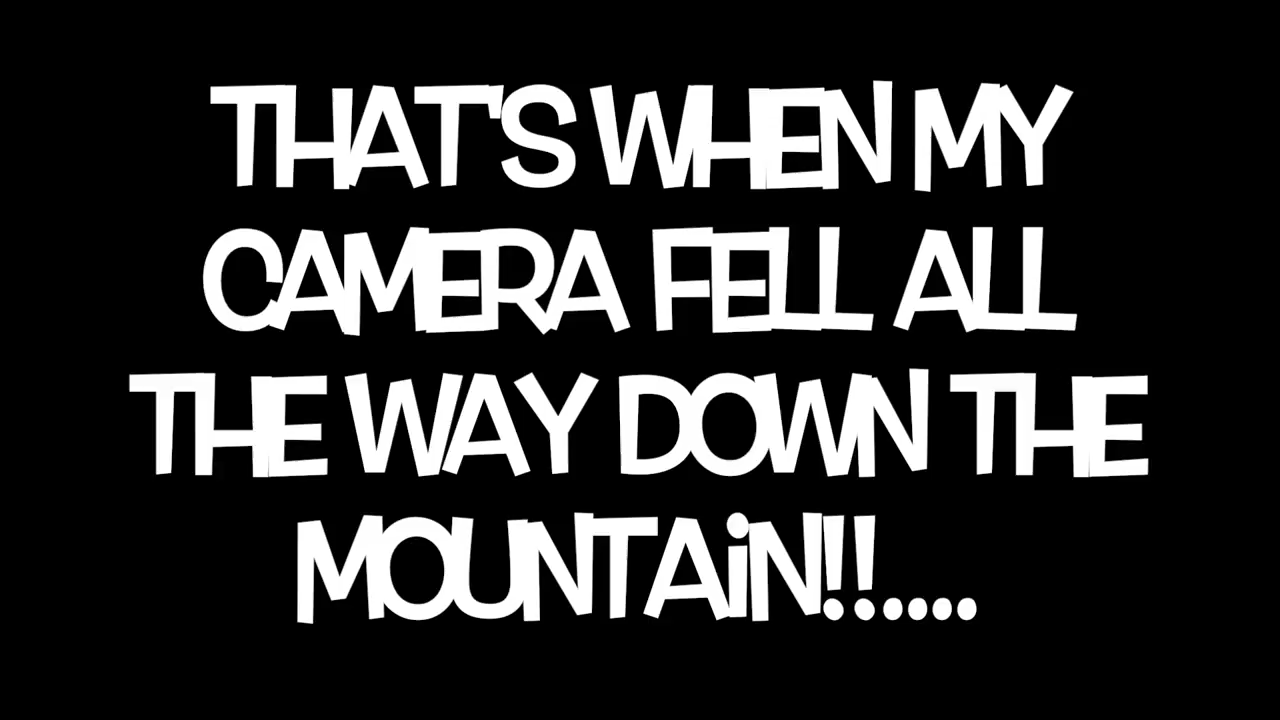 THAT'S WHEN MY
CAMERA FELL ALL
THE WAY DOWN THE
MOUNTAiN!!....